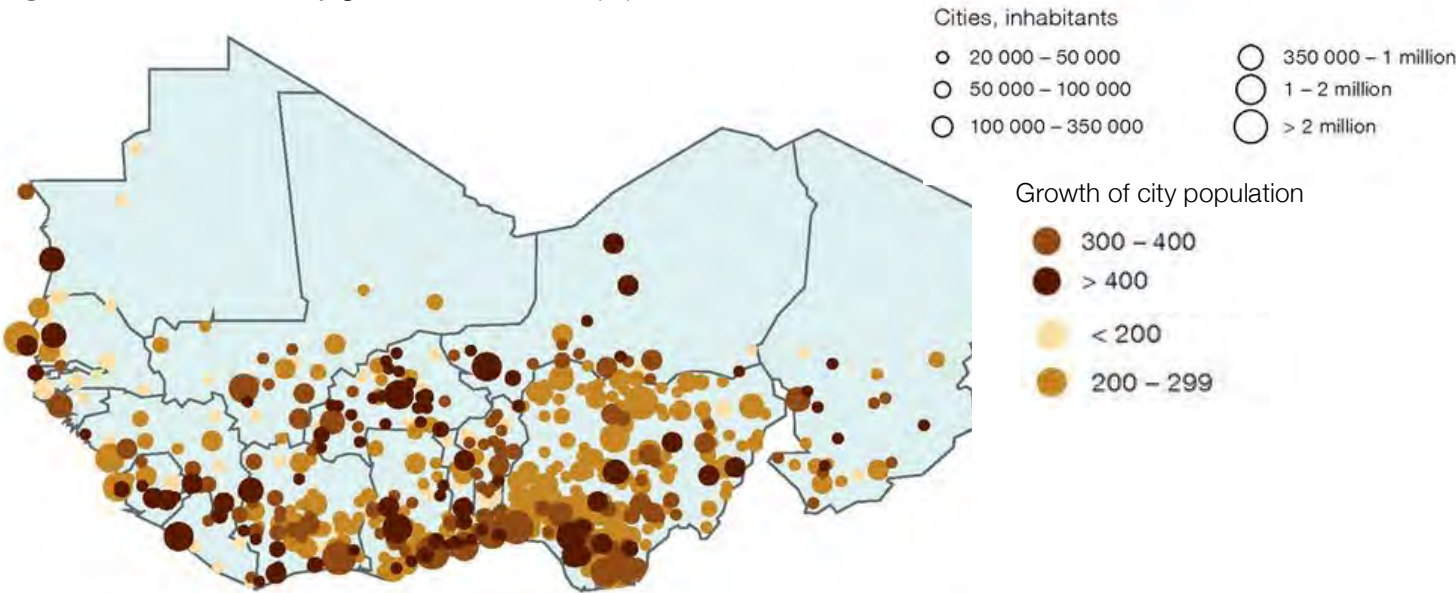 Cities, inhabitants
20 000 – 50 000
50 000 – 100 000
100 000 – 350 000
350 000 – 1 million
1 – 2 million
> 2 million
Growth of city population
300 – 400
> 400
< 200
200 – 299